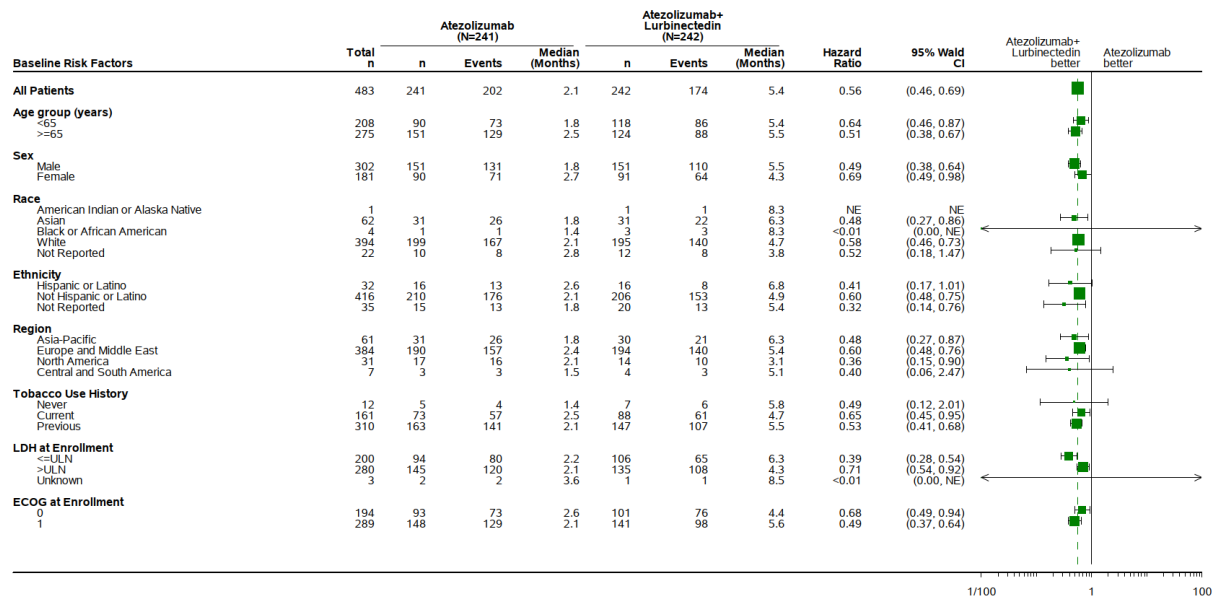 Atezolizumab (N=241) Atezolizumab+ Lurbinectedin (N=242)
Baseline Risk Factors Total n n Events Median (Months) n Events Median (Months) Hazard Ratio 95% Wald CI Atezolizumab+ Lurbinectedin better Atezolizumab better
All Patients 483 241 202 2.1 242 174 5.4 0.56 (0.46, 0.69)
Age group (years)
<65 208 90 73 1.8 118 86 5.4 0.64 (0.46, 0.87)
>=65 275 151 129 2.5 124 88 5.5 0.51 (0.38, 0.67)
Sex
Male 302 151 131 1.8 151 110 5.5 0.49 (0.38, 0.64)
Female 181 90 71 2.7 91 64 4.3 0.69 (0.49, 0.98)
Race
American Indian or Alaska Native 1 1 1 8.3 NE NE
Asian 62 31 26 1.8 31 22 6.3 0.48 (0.27, 0.86)
Black or African American 4 1 1 1.4 3 3 8.3 <0.01 (0.00, NE)
White 394 199 167 2.1 195 140 4.7 0.58 (0.46, 0.73)
Not Reported 22 10 8 2.8 12 8 3.8 0.52 (0.18, 1.47)
Ethnicity
Hispanic or Latino 32 16 13 2.6 16 8 6.8 0.41 (0.17, 1.01)
Not Hispanic or Latino 416 210 176 2.1 206 153 4.9 0.60 (0.48, 0.75)
Not Reported 35 15 13 1.8 20 13 5.4 0.32 (0.14, 0.76)
Region
Asia-Pacific 61 31 26 1.8 30 21 6.3 0.48 (0.27, 0.87)
Europe and Middle East 384 190 157 2.4 194 140 5.4 0.60 (0.48, 0.76)
North America 31 17 16 2.1 14 10 3.1 0.36 (0.15, 0.90)
Central and South America 7 3 3 1.5 4 3 5.1 0.40 (0.06, 2.47)
Tobacco Use History
Never 12 5 4 1.4 7 6 5.8 0.49 (0.12, 2.01)
Current 161 73 57 2.5 88 61 4.7 0.65 (0.45, 0.95)
Previous 310 163 141 2.1 147 107 5.5 0.53 (0.41, 0.68)
LDH at Enrollment
<=ULN 200 94 80 2.2 106 65 6.3 0.39 (0.28, 0.54)
>ULN 280 145 120 2.1 135 108 4.3 0.71 (0.54, 0.92)
Unknown 3 2 2 3.6 1 1 8.5 <0.01 (0.00, NE)
ECOG at Enrollment
0 194 93 73 2.6 101 76 4.4 0.68 (0.49, 0.94)
1 289 148 129 2.1 141 98 5.6 0.49 (0.37, 0.64)
1/100 1 100